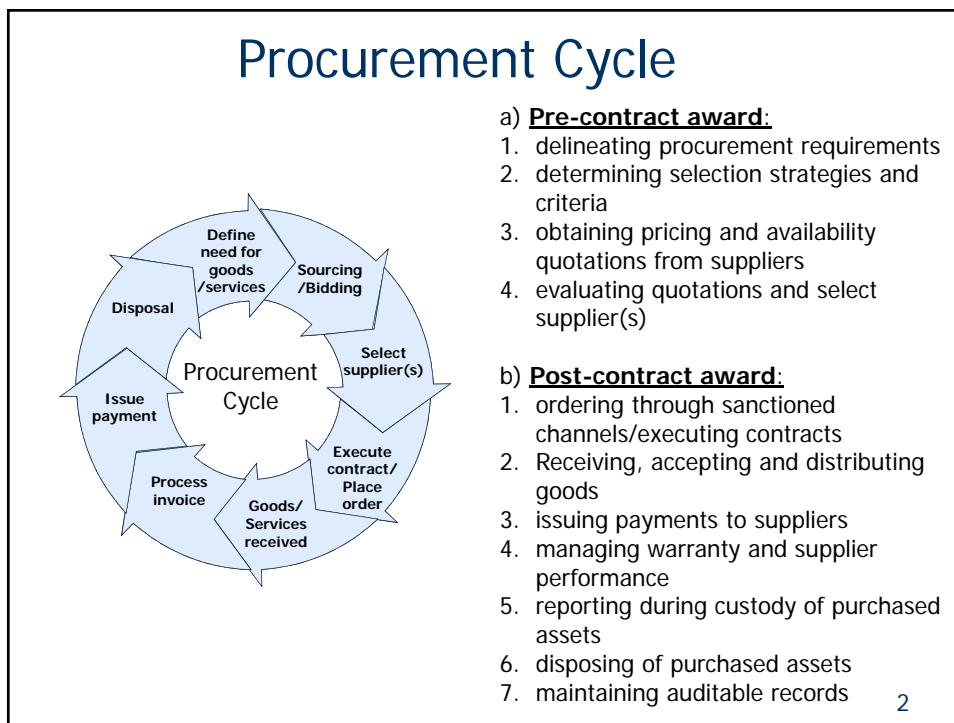 Procurement Cycle
Define
need for
goods
/services
Sourcing
/Bidding
Select
supplier(s)
Execute
contract/
Place
order
Goods/
Services
received
Process
invoice
Issue
payment
Disposal
Procurement
Cycle
a) Pre-contract award:
1. delineating procurement requirements
2. determining selection strategies and
criteria
3. obtaining pricing and availability
quotations from suppliers
4. evaluating quotations and select
supplier(s)
b) Post-contract award:
1. ordering through sanctioned
channels/executing contracts
2. Receiving, accepting and distributing
goods
3. issuing payments to suppliers
4. managing warranty and supplier
performance
5. reporting during custody of purchased
assets
6. disposing of purchased assets
7. maintaining auditable records
2